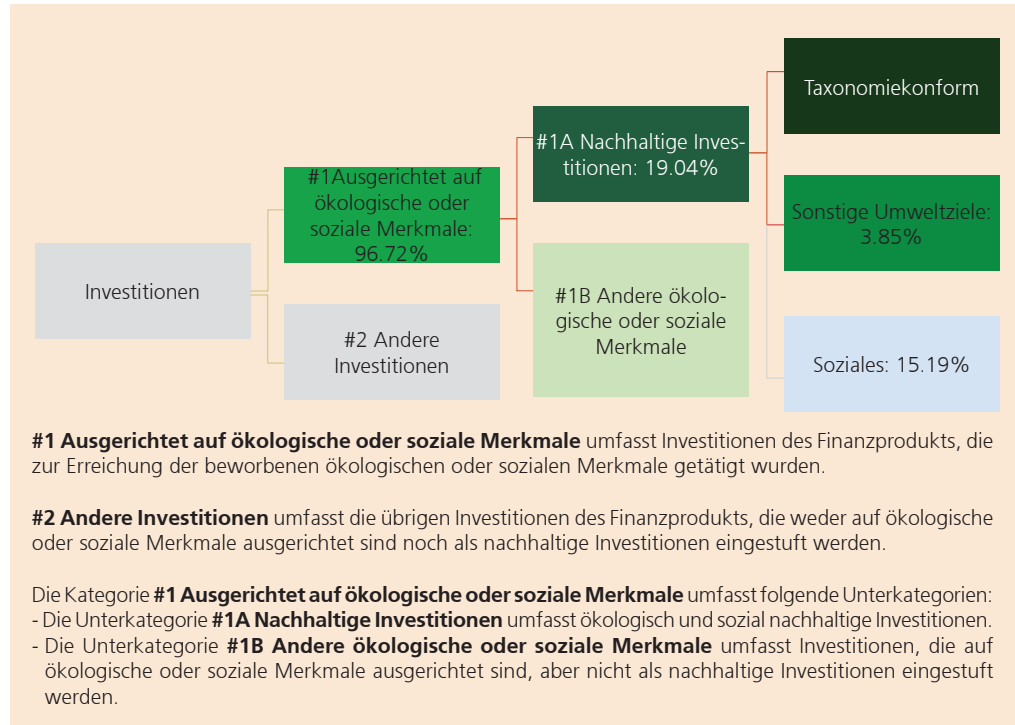 Investitionen
#1Ausgerichtet auf
ökologische oder
soziale Merkmale:
96.72%
#2 Andere
Investitionen
#1A Nachhaltige Inves-
titionen: 19.04%
#1B Andere ökolo-
gische oder soziale
Merkmale
Taxonomiekonform
Sonstige Umweltziele:
3.85%
Soziales: 15.19%
#1 Ausgerichtet auf ökologische oder soziale Merkmale umfasst Investitionen des Finanzprodukts, die
zur Erreichung der beworbenen ökologischen oder sozialen Merkmale getätigt wurden.
#2 Andere Investitionen umfasst die übrigen Investitionen des Finanzprodukts, die weder auf ökologische
oder soziale Merkmale ausgerichtet sind noch als nachhaltige Investitionen eingestuft werden.
Die Kategorie #1 Ausgerichtet auf ökologische oder soziale Merkmale umfasst folgende Unterkategorien:
- Die Unterkategorie #1A Nachhaltige Investitionen umfasst ökologisch und sozial nachhaltige Investitionen.
- Die Unterkategorie #1B Andere ökologische oder soziale Merkmale umfasst Investitionen, die auf
ökologische oder soziale Merkmale ausgerichtet sind, aber nicht als nachhaltige Investitionen eingestuft
werden.